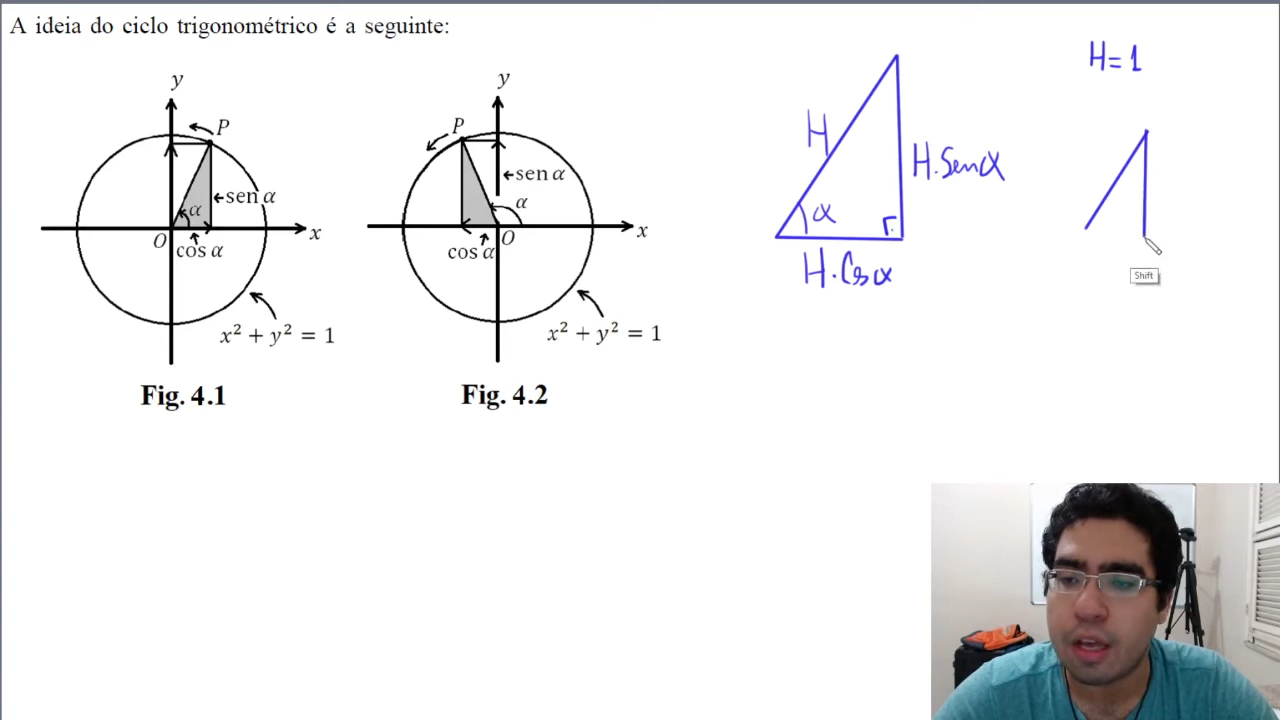 A ideia do ciclo trigonométrico é a seguinte:
y
P
sen α
α
O
x
cos α
x² + y² = 1
Fig. 4.1
y
P
sen α
α
O
x
cos α
x² + y² = 1
Fig. 4.2
H
H.Senα
α
H.Cosα
H=1
Shift